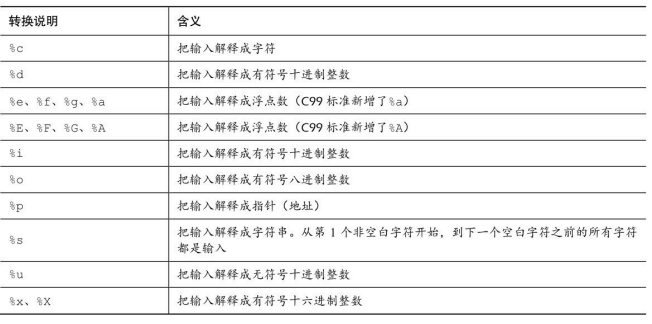 转换说明 含义
%c 把输入解释成字符
%d 把输入解释成有符号十进制整数
%e、%f、%g、%a 把输入解释成浮点数（C99 标准新增了%a）
%E、%F、%G、%A 把输入解释成浮点数（C99 标准新增了%A）
%i 把输入解释成有符号十进制整数
%o 把输入解释成有符号八进制整数
%p 把输入解释成指针（地址）
%s 把输入解释成字符串。从第 1 个非空白字符开始，到下一个空白字符之前的所有字符
都是输入
%u 把输入解释成无符号十进制整数
%x、%X 把输入解释成有符号十六进制整数